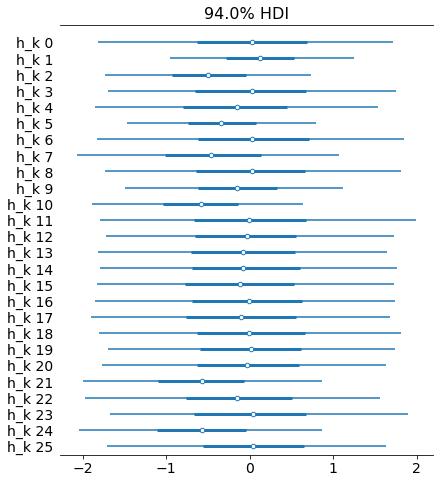 94.0% HDI
h_k 0
h_k 1
h_k 2
h_k 3
h_k 4
h_k 5
h_k 6
h_k 7
h_k 8
h_k 9
h_k 10
h_k 11
h_k 12
h_k 13
h_k 14
h_k 15
h_k 16
h_k 17
h_k 18
h_k 19
h_k 20
h_k 21
h_k 22
h_k 23
h_k 24
h_k 25
−2 −1 0 1 2